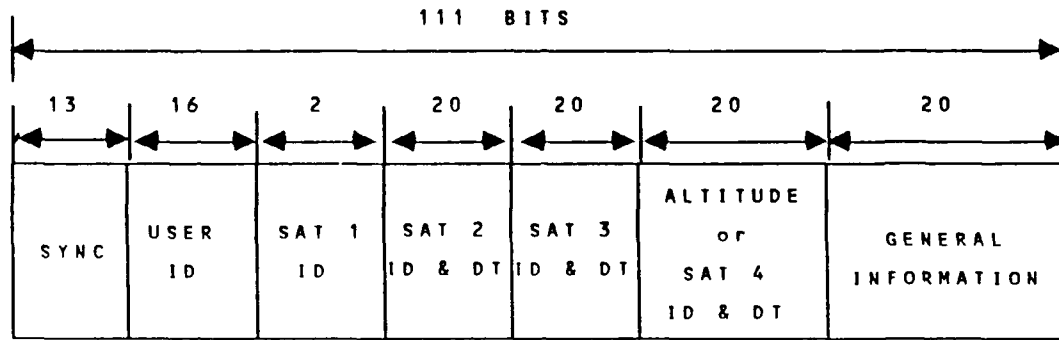 111 BITS
13 16 2 20 20 20 20
SYNC
USER
ID
SAT 1
ID
SAT 2
ID & DT
SAT 3
ID & DT
ALTITUDE
or
SAT 4
ID & DT
GENERAL
INFORMATION